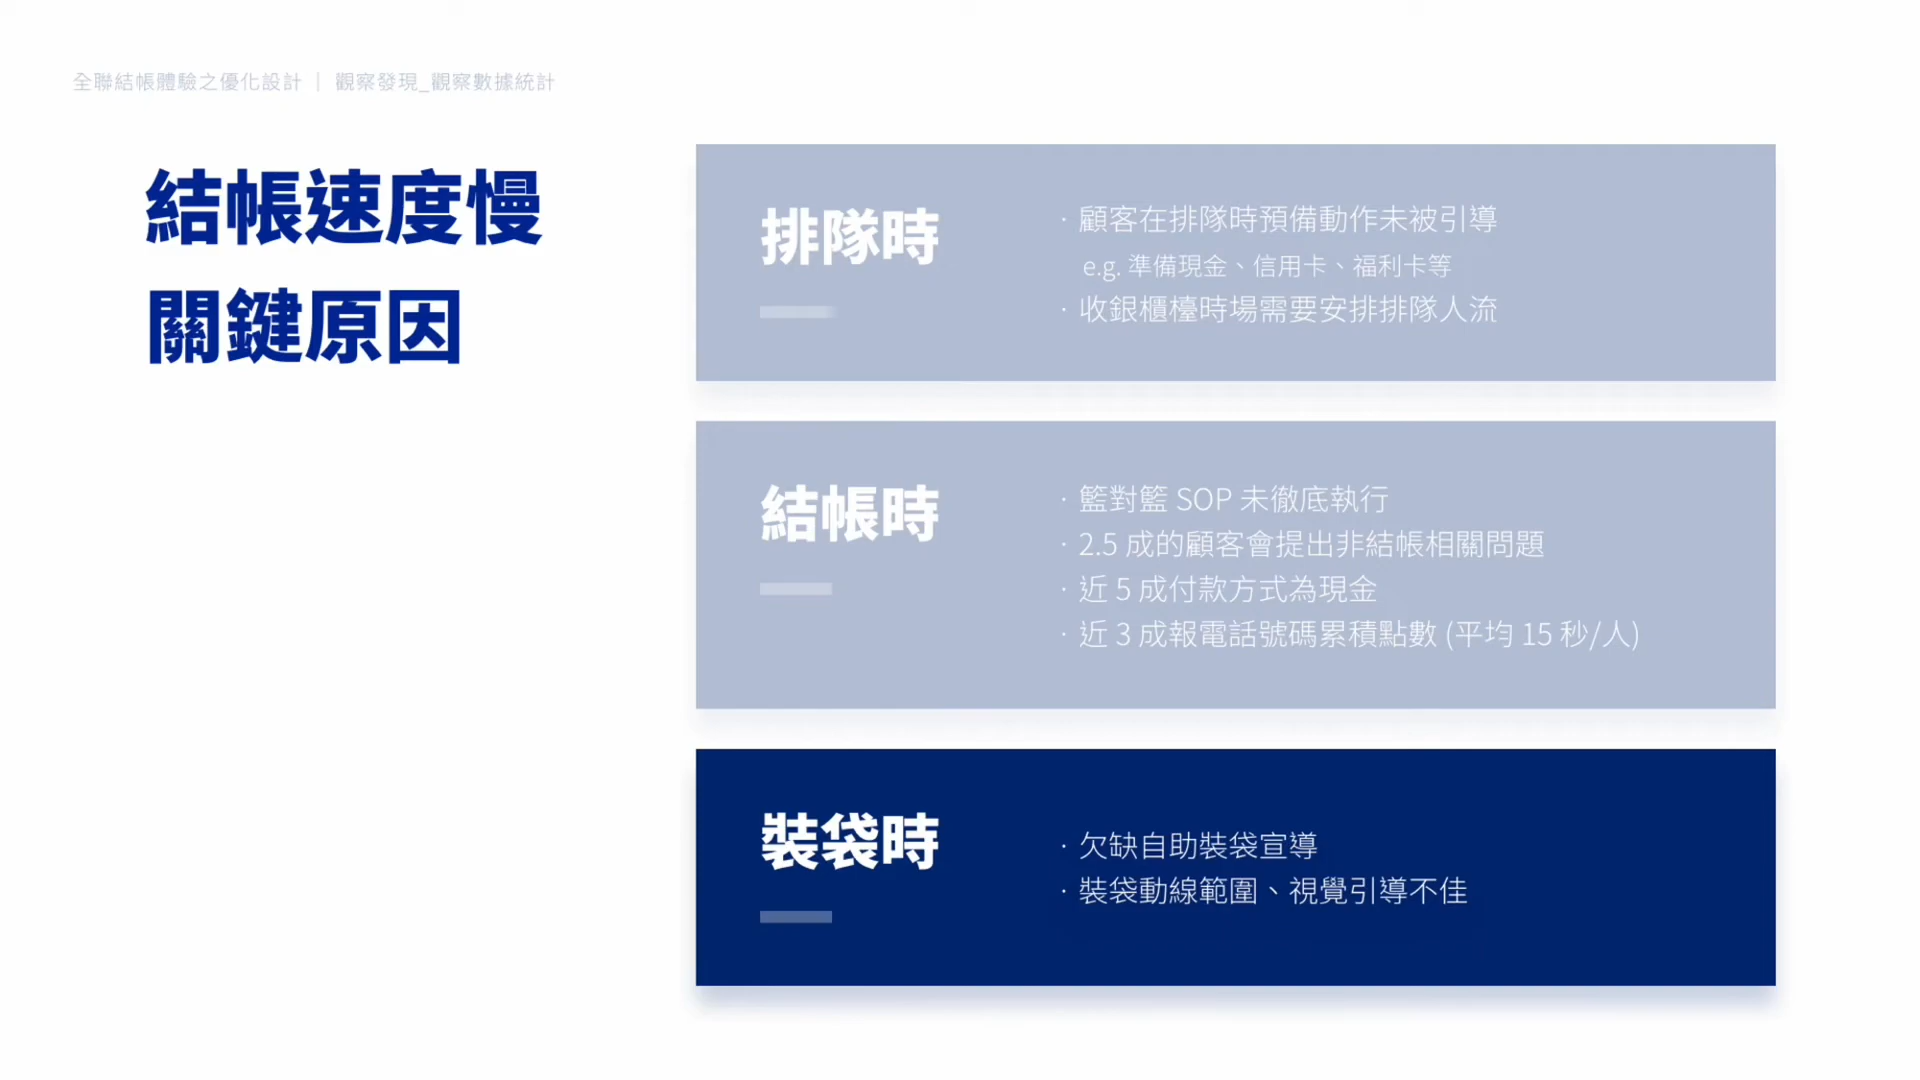 全聯結帳體驗之優化設計｜觀察發現_觀察數據統計
結帳速度慢
關鍵原因
排隊時
· 顧客在排隊時預備動作未被引導
e.g. 準備現金、信用卡、福利卡等
· 收銀櫃檯時場需要安排排隊人流
結帳時
· 籃對籃 SOP 未徹底執行
· 2.5 成的顧客會提出非結帳相關問題
· 近 5 成付款方式為現金
· 近 3 成報電話號碼累積點數 (平均 15 秒/人)
裝袋時
· 欠缺自助裝袋宣導
· 裝袋動線範圍、視覺引導不佳